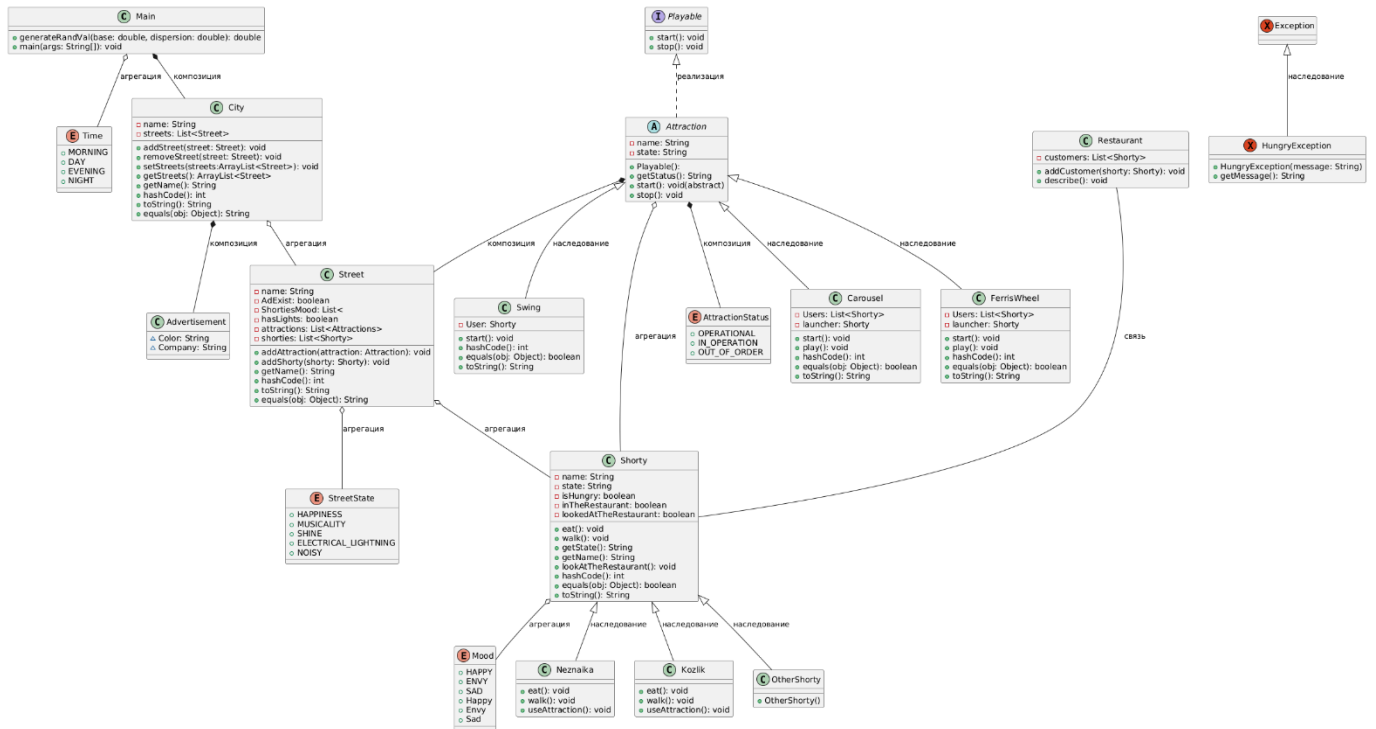 Main
generateRandVal(base: double, dispersion: double): double
main(args: String[]): void
агрегация
композиция
Time
MORNING
DAY
EVENING
NIGHT
City
name: String
streets: List<Street>
addStreet(street: Street): void
removeStreet(street: Street): void
setStreets(streets:ArrayList<Street>): void
getStreets(): ArrayList<Street>
getName(): String
hashCode(): int
toString(): String
equals(obj: Object): String
композиция
агрегация
Advertisement
Color: String
Company: String
Street
name: String
AdExist: boolean
ShortiesMood: List<
hasLights: boolean
attractions: List<Attractions>
shorties: List<Shorty>
addAttraction(attraction: Attraction): void
addShorty(shorty: Shorty): void
getName(): String
hashCode(): int
toString(): String
equals(obj: Object): String
агрегация
агрегация
StreetState
HAPPINESS
MUSICALITY
SHINE
ELECTRICAL_LIGHTNING
NOISY
Playable
start(): void
stop(): void
реализация
Attraction
name: String
state: String
Playable():
getStatus(): String
start(): void(abstract)
stop(): void
композиция
наследование
агрегация
композиция
наследование
наследование
Swing
User: Shorty
start(): void
hashCode(): int
equals(obj: Object): boolean
toString(): String
AttractionStatus
OPERATIONAL
IN_OPERATION
OUT_OF_ORDER
Carousel
Users: List<Shorty>
launcher: Shorty
start(): void
play(): void
hashCode(): int
equals(obj: Object): boolean
toString(): String
FerrisWheel
Users: List<Shorty>
launcher: Shorty
start(): void
play(): void
hashCode(): int
equals(obj: Object): boolean
toString(): String
Restaurant
customers: List<Shorty>
addCustomer(shorty: Shorty): void
describe(): void
связь
Exception
наследование
HungryException
HungryException(message: String)
getMessage(): String
Shorty
name: String
state: String
isHungry: boolean
inTheRestaurant: boolean
lookedAtTheRestaurant: boolean
eat(): void
walk(): void
getState(): String
getName(): String
lookAtTheRestaurant(): void
hashCode(): int
equals(obj: Object): boolean
toString(): String
агрегация
наследование
наследование
наследование
Mood
HAPPY
ENVY
SAD
Happy
Envy
Sad
Neznaika
eat(): void
walk(): void
useAttraction(): void
Kozlik
eat(): void
walk(): void
useAttraction(): void
OtherShorty
OtherShorty()